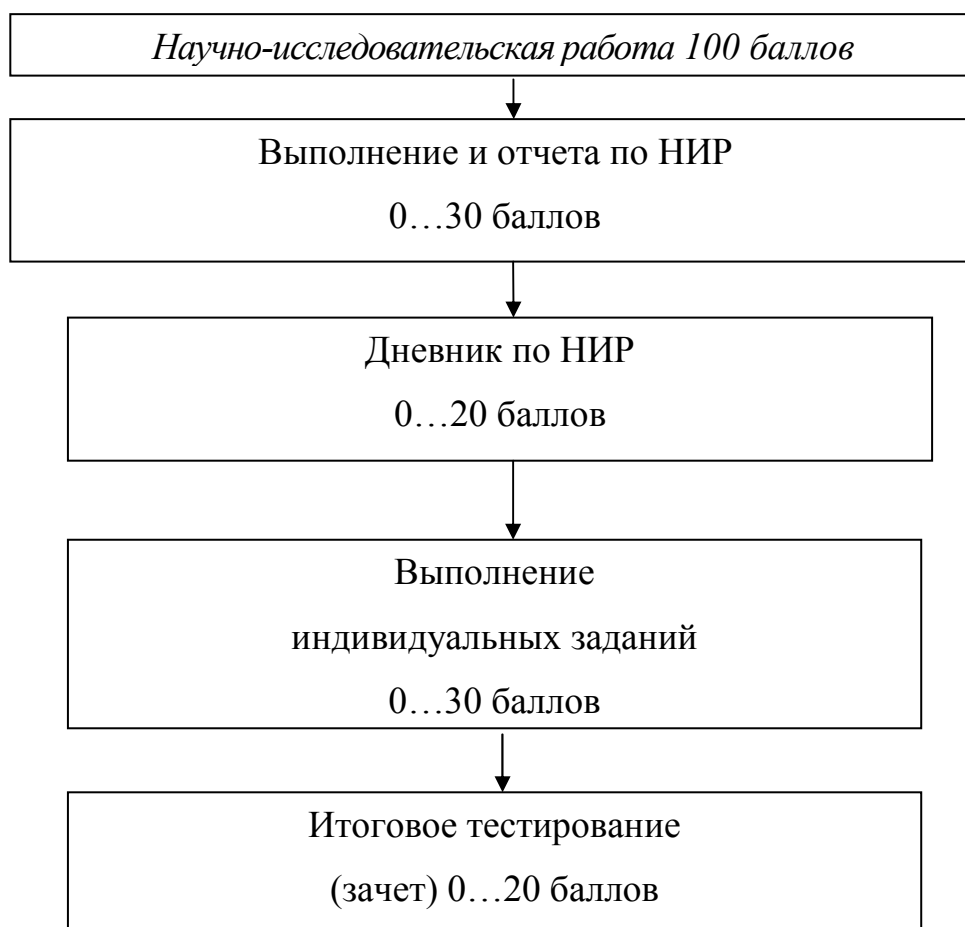 Научно-исследовательская работа 100 баллов
Выполнение и отчета по НИР
0…30 баллов
Дневник по НИР
0…20 баллов
Выполнение
индивидуальных заданий
0…30 баллов
Итоговое тестирование
(зачет) 0…20 баллов